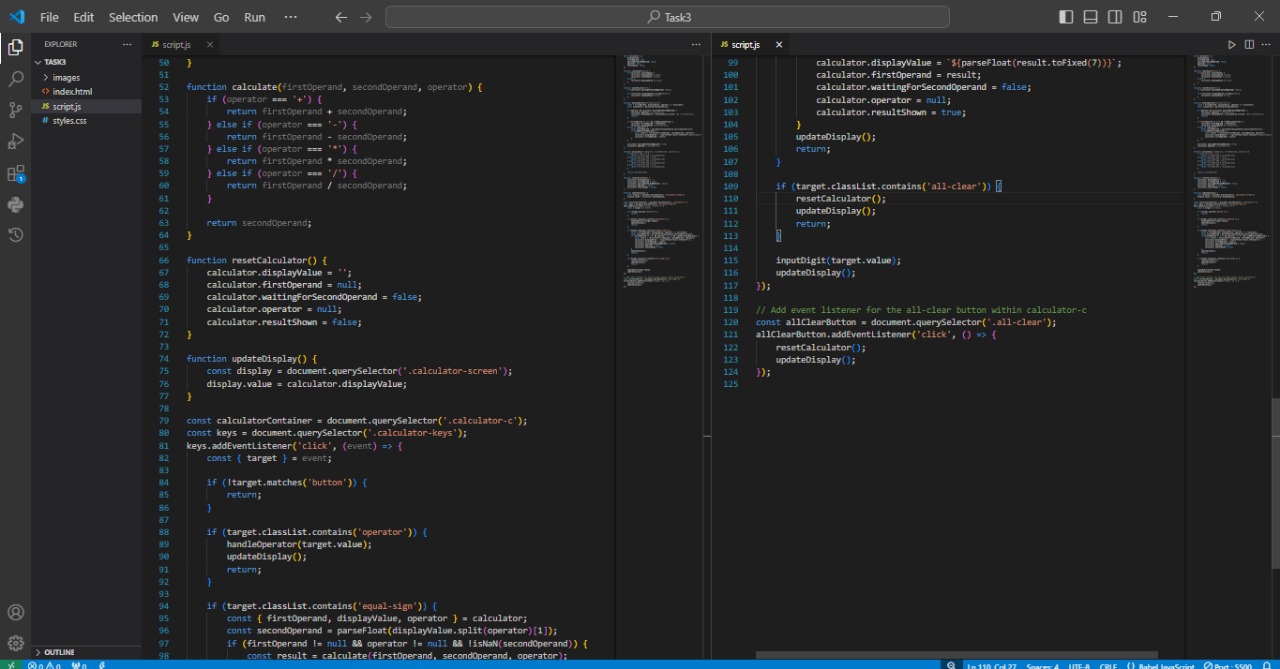 File Edit Selection View Go Run ··· Task3
EXPLORER ···
TASK3
images
index.html
JS script.js
# styles.css
OUTLINE
JS script.js
50 }
51
52 function calculate(firstOperand, secondOperand, operator) {
53 if (operator === '+') {
54 return firstOperand + secondOperand;
55 } else if (operator === '-') {
56 return firstOperand - secondOperand;
57 } else if (operator === '*') {
58 return firstOperand * secondOperand;
59 } else if (operator === '/') {
60 return firstOperand / secondOperand;
61 }
62
63 return secondOperand;
64 }
65
66 function resetCalculator() {
67 calculator.displayValue = '';
68 calculator.firstOperand = null;
69 calculator.waitingForSecondOperand = false;
70 calculator.operator = null;
71 calculator.resultShown = false;
72 }
73
74 function updateDisplay() {
75 const display = document.querySelector('.calculator-screen');
76 display.value = calculator.displayValue;
77 }
78
79 const calculatorContainer = document.querySelector('.calculator-c');
80 const keys = document.querySelector('.calculator-keys');
81 keys.addEventListener('click', (event) => {
82 const { target } = event;
83
84 if (!target.matches('button')) {
85 return;
86 }
87
88 if (target.classList.contains('operator')) {
89 handleOperator(target.value);
90 updateDisplay();
91 return;
92 }
93
94 if (target.classList.contains('equal-sign')) {
95 const { firstOperand, displayValue, operator } = calculator;
96 const secondOperand = parseFloat(displayValue.split(operator)[1]);
97 if (firstOperand != null && operator != null && !isNaN(secondOperand)) {
98 const result = calculate(firstOperand, secondOperand, operator);
JS script.js
99 calculator.displayValue = `${parseFloat(result.toFixed(7))}`;
100 calculator.firstOperand = result;
101 calculator.waitingForSecondOperand = false;
102 calculator.operator = null;
103 calculator.resultShown = true;
104 }
105 updateDisplay();
106 return;
107 }
108
109 if (target.classList.contains('all-clear')) {
110 resetCalculator();
111 updateDisplay();
112 return;
113 }
114
115 inputDigit(target.value);
116 updateDisplay();
117 });
118
119 // Add event listener for the all-clear button within calculator-c
120 const allClearButton = document.querySelector('.all-clear');
121 allClearButton.addEventListener('click', () => {
122 resetCalculator();
123 updateDisplay();
124 });
125
0 0 0 Ln 110, Col 27 Spaces: 4 UTF-8 CRLF {} Babel JavaScript Port : 5500